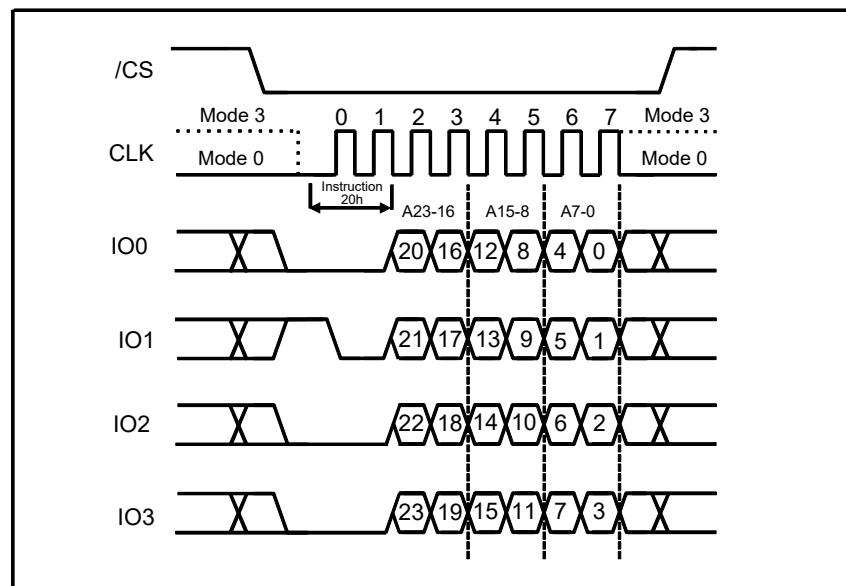 /CS
Mode 3 0 1 2 3 4 5 6 7 Mode 3
CLK Mode 0 Mode 0
Instruction
20h
A23-16 A15-8 A7-0
IO0 20 16 12 8 4 0
IO1 21 17 13 9 5 1
IO2 22 18 14 10 6 2
IO3 23 19 15 11 7 3